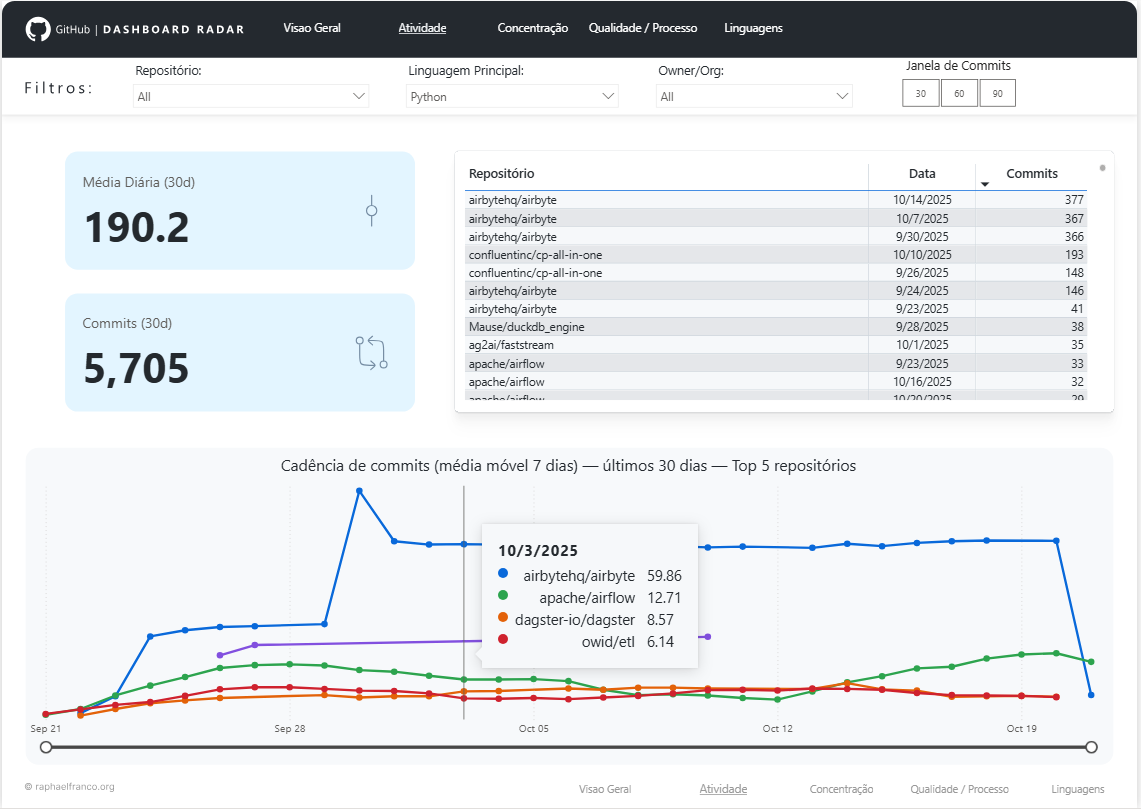 GitHub | DASHBOARD RADAR Visao Geral Atividade Concentração Qualidade / Processo Linguagens
Filtros:
Repositório: Linguagem Principal: Owner/Org: Janela de Commits
All Python All 30 60 90
Média Diária (30d)
190.2
Commits (30d)
5,705
Repositório Data Commits
airbytehq/airbyte 10/14/2025 377
airbytehq/airbyte 10/7/2025 367
airbytehq/airbyte 9/30/2025 366
confluentinc/cp-all-in-one 10/10/2025 193
confluentinc/cp-all-in-one 9/26/2025 148
airbytehq/airbyte 9/24/2025 146
airbytehq/airbyte 9/23/2025 41
Mause/duckdb_engine 9/28/2025 38
ag2ai/faststream 10/1/2025 35
apache/airflow 9/23/2025 33
apache/airflow 10/16/2025 32
apache/airflow 10/20/2025 29
Cadência de commits (média móvel 7 dias) — últimos 30 dias — Top 5 repositórios
10/3/2025
airbytehq/airbyte 59.86
apache/airflow 12.71
dagster-io/dagster 8.57
owid/etl 6.14
Sep 21 Sep 28 Oct 05 Oct 12 Oct 19
© raphaelfranco.org Visao Geral Atividade Concentração Qualidade / Processo Linguagens